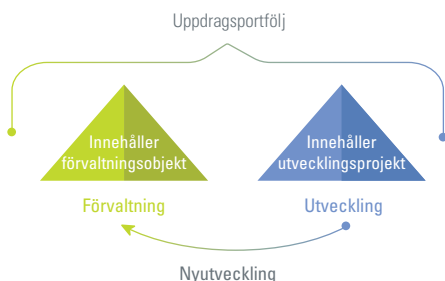 Uppdragsportfölj
Innehåller
förvaltningsobjekt
Innehåller
utvecklingsprojekt
Förvaltning
Utveckling
Nyutveckling